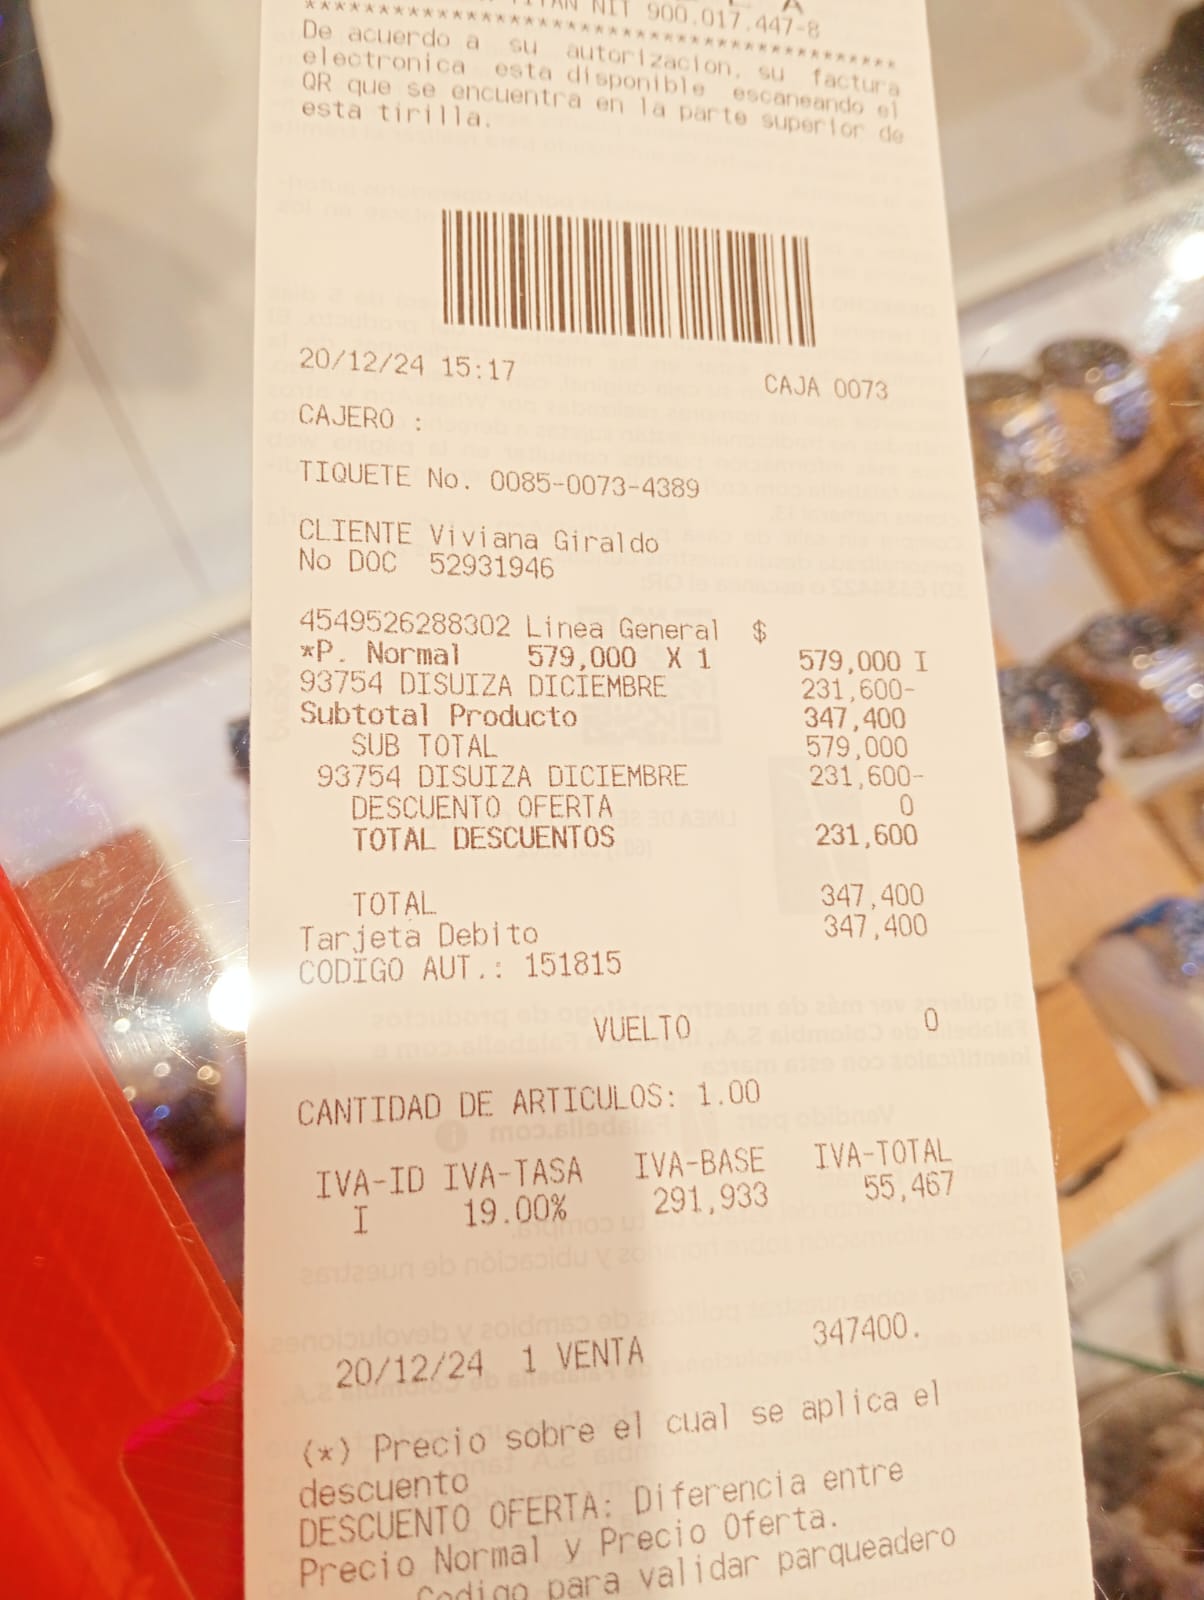 TITAN NIT 900.017.447-8
******************************************
De acuerdo a su autorizacion, su factura
electronica esta disponible escaneando el
QR que se encuentra en la parte superior de
esta tirilla.
20/12/24 15:17 CAJA 0073
CAJERO :
TIQUETE No. 0085-0073-4389
CLIENTE Viviana Giraldo
No DOC 52931946
4549526288302 Linea General $
*P. Normal 579,000 X 1 579,000 I
93754 DISUIZA DICIEMBRE 231,600-
Subtotal Producto 347,400
SUB TOTAL 579,000
93754 DISUIZA DICIEMBRE 231,600-
DESCUENTO OFERTA 0
TOTAL DESCUENTOS 231,600
TOTAL 347,400
Tarjeta Debito 347,400
CODIGO AUT.: 151815
VUELTO 0
CANTIDAD DE ARTICULOS: 1.00
IVA-ID IVA-TASA IVA-BASE IVA-TOTAL
I 19.00% 291,933 55,467
20/12/24 1 VENTA 347400.
(*) Precio sobre el cual se aplica el
descuento
DESCUENTO OFERTA: Diferencia entre
Precio Normal y Precio Oferta.
Codigo para validar parqueadero